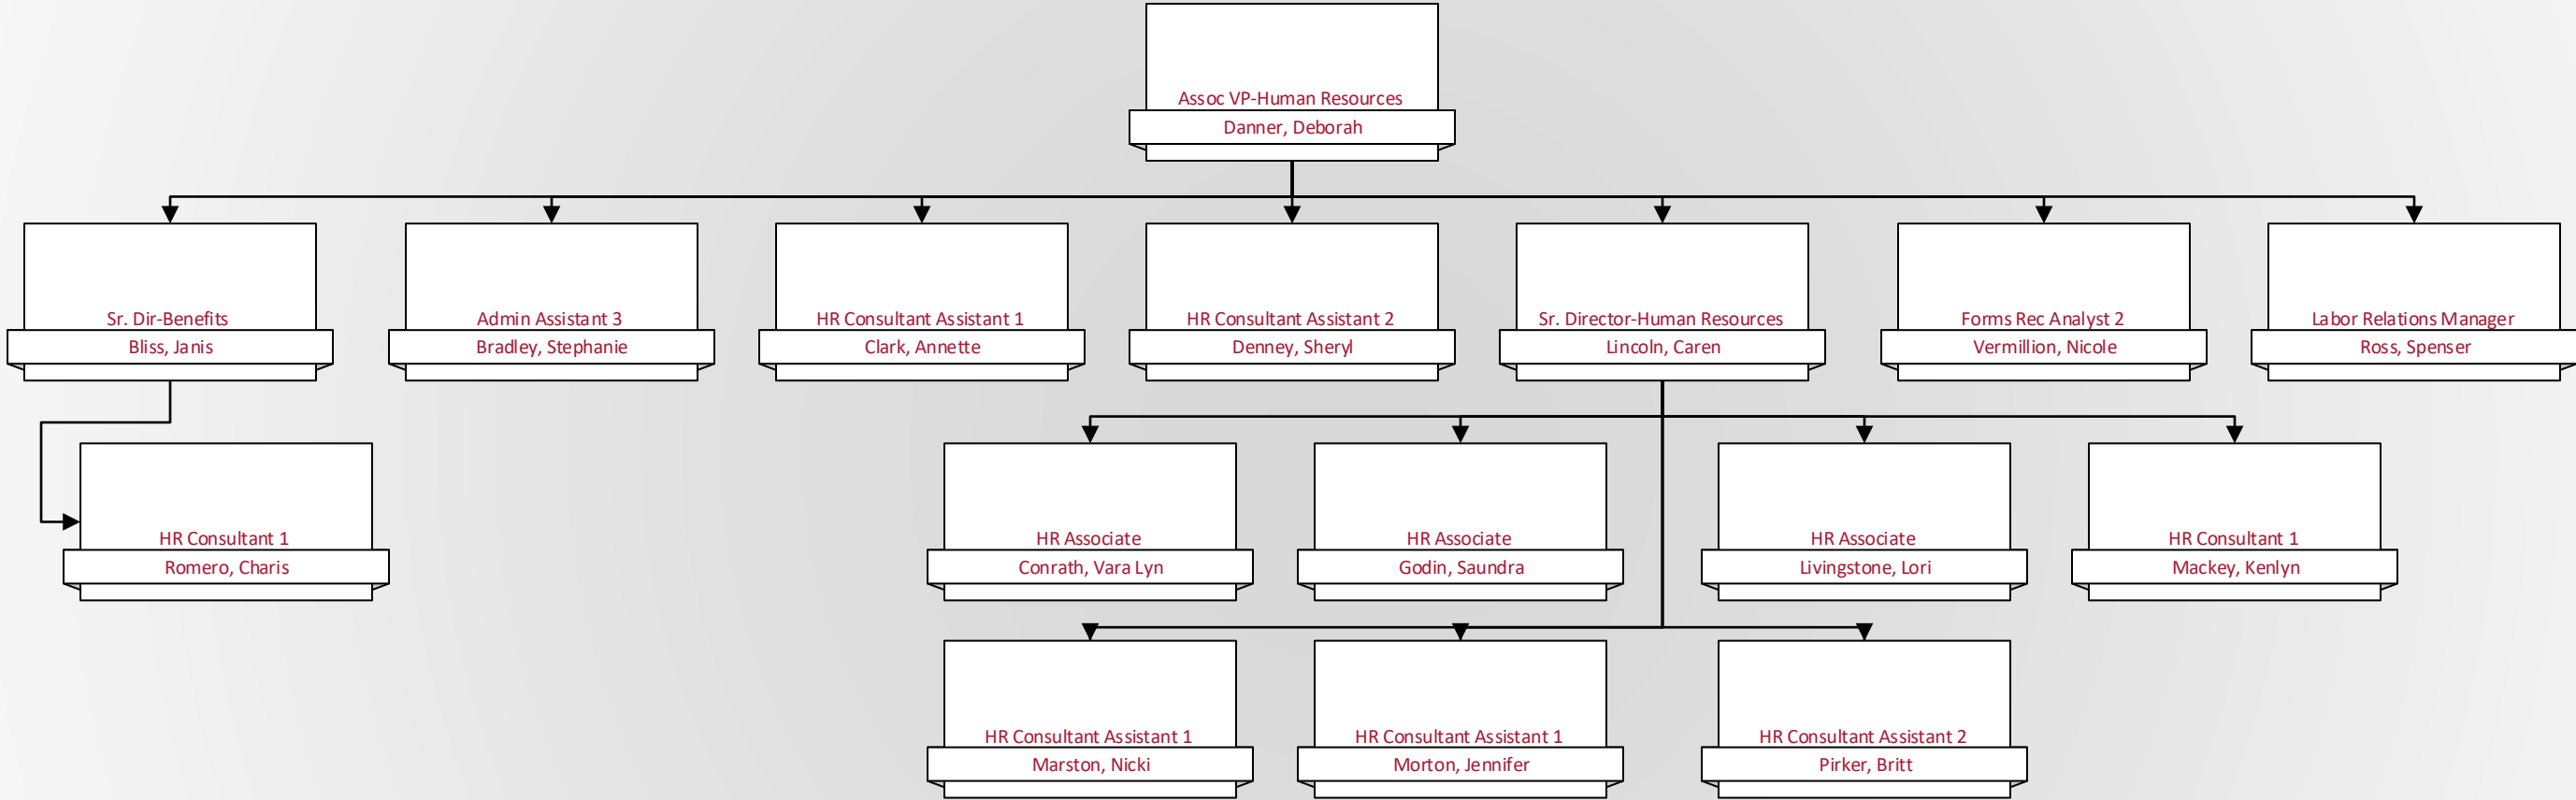 Assoc VP-Human Resources
Danner, Deborah
Sr. Dir-Benefits
Bliss, Janis
Admin Assistant 3
Bradley, Stephanie
HR Consultant Assistant 1
Clark, Annette
HR Consultant Assistant 2
Denney, Sheryl
Sr. Director-Human Resources
Lincoln, Caren
Forms Rec Analyst 2
Vermillion, Nicole
Labor Relations Manager
Ross, Spenser
HR Consultant 1
Romero, Charis
HR Associate
Conrath, Vara Lyn
HR Associate
Godin, Saundra
HR Associate
Livingstone, Lori
HR Consultant 1
Mackey, Kenlyn
HR Consultant Assistant 1
Marston, Nicki
HR Consultant Assistant 1
Morton, Jennifer
HR Consultant Assistant 2
Pirker, Britt